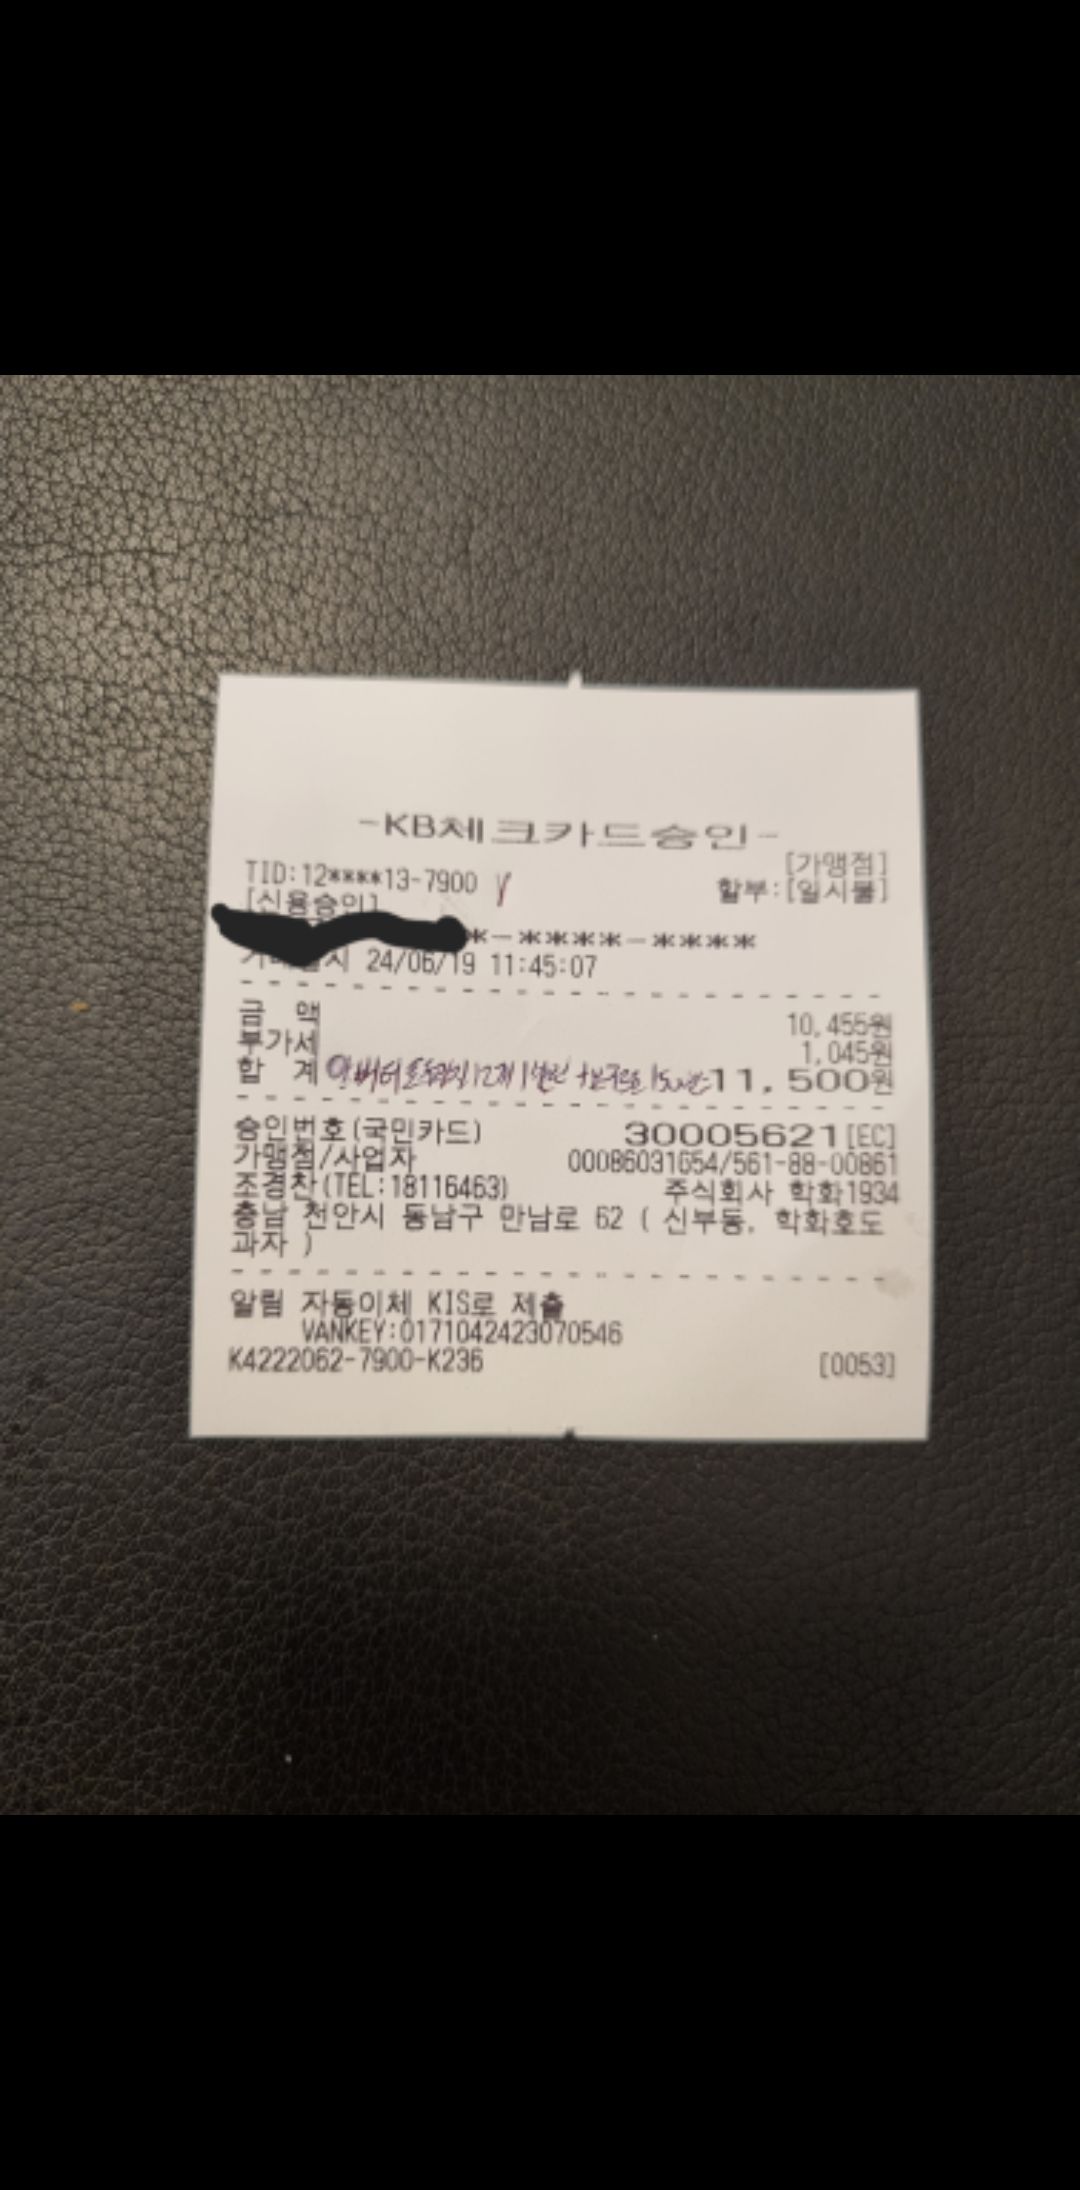 -KB체크카드승인-
[가맹점]
TID:12****13-7900 할부:[일시불]
[신용승인]
*-****-****
24/06/19 11:45:07
금 액 10,455원
부가세 1,045원
합 계 11,500원
승인번호(국민카드) 30005621[EC]
가맹점/사업자 00086031654/561-88-00861
조경찬(TEL:18116463) 주식회사 학화1934
충남 천안시 동남구 만남로 62 ( 신부동, 학화호도
과자 )
알림 자동이체 KIS로 제출
VANKEY:0171042423070546
K4222062-7900-K236 [0053]